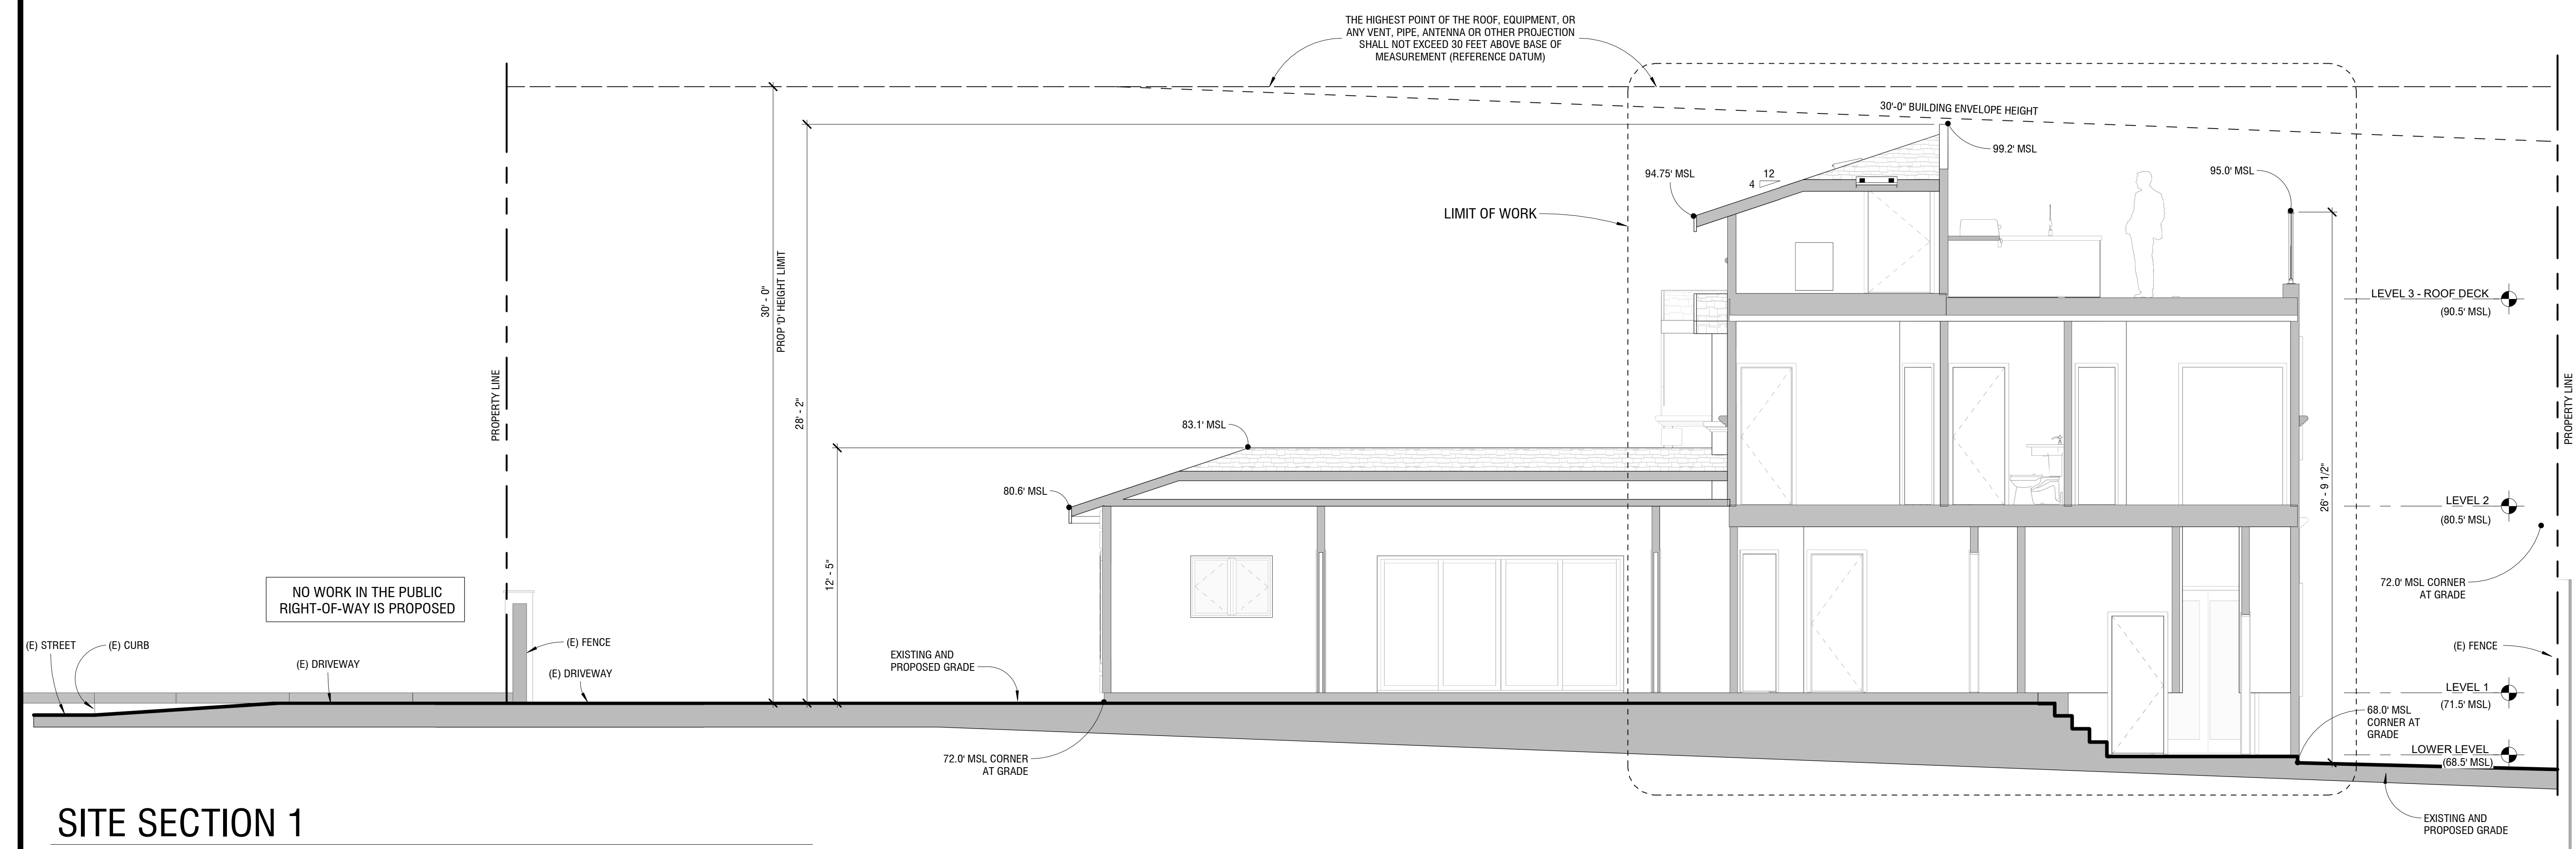 THE HIGHEST POINT OF THE ROOF, EQUIPMENT, OR
ANY VENT, PIPE, ANTENNA OR OTHER PROJECTION
SHALL NOT EXCEED 30 FEET ABOVE BASE OF
MEASUREMENT (REFERENCE DATUM)
30'-0" BUILDING ENVELOPE HEIGHT
99.2' MSL
94.75' MSL
12
4
95.0' MSL
LIMIT OF WORK
30' - 0"
PROP 'D' HEIGHT LIMIT
28' - 2"
12' - 5"
26' - 9 1/2"
PROPERTY LINE
PROPERTY LINE
LEVEL 3 - ROOF DECK
(90.5' MSL)
83.1' MSL
80.6' MSL
LEVEL 2
(80.5' MSL)
72.0' MSL CORNER
AT GRADE
NO WORK IN THE PUBLIC
RIGHT-OF-WAY IS PROPOSED
(E) STREET
(E) CURB
(E) DRIVEWAY
(E) FENCE
(E) DRIVEWAY
EXISTING AND
PROPOSED GRADE
(E) FENCE
LEVEL 1
(71.5' MSL)
68.0' MSL
CORNER AT
GRADE
LOWER LEVEL
(68.5' MSL)
72.0' MSL CORNER
AT GRADE
EXISTING AND
PROPOSED GRADE
SITE SECTION 1